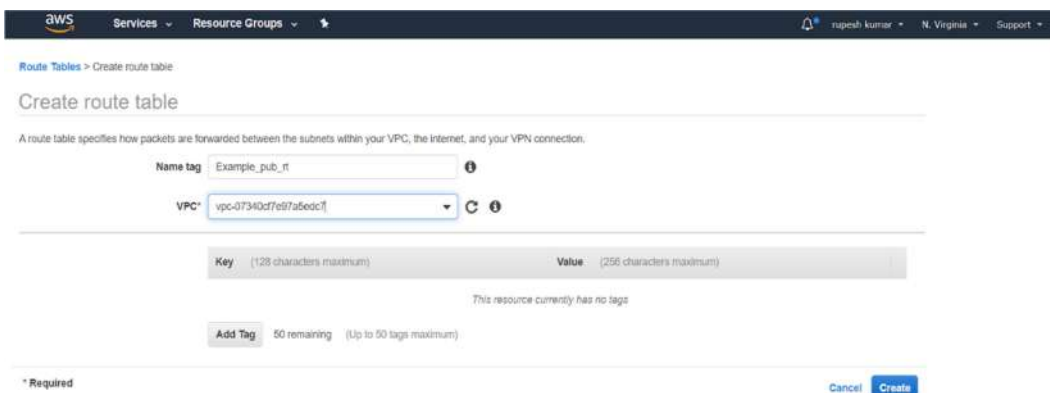 aws Services Resource Groups rupesh kumar N. Virginia Support
Route Tables > Create route table
Create route table
A route table specifies how packets are forwarded between the subnets within your VPC, the internet, and your VPN connection.
Name tag Example_pub_rt
VPC* vpc-07340cf7e97a5edc7
Key (128 characters maximum) Value (256 characters maximum)
This resource currently has no tags
Add Tag 50 remaining (Up to 50 tags maximum)
* Required Cancel Create